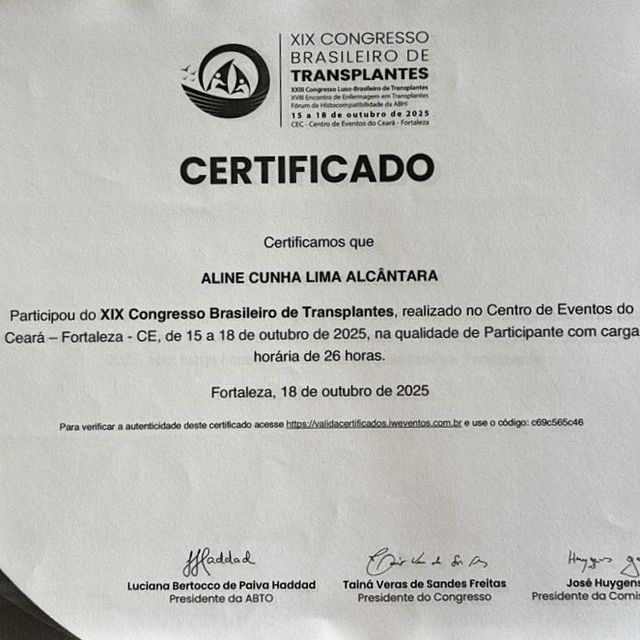 XIX CONGRESSO
BRASILEIRO DE
TRANSPLANTES
XXIII Congresso Luso-Brasileiro de Transplantes
XVIII Encontro de Enfermagem em Transplantes
Fórum de Histocompatibilidade da ABHI
15 a 18 de outubro de 2025
CEC - Centro de Eventos do Ceará - Fortaleza
CERTIFICADO
Certificamos que
ALINE CUNHA LIMA ALCÂNTARA
Participou do XIX Congresso Brasileiro de Transplantes, realizado no Centro de Eventos do
Ceará – Fortaleza - CE, de 15 a 18 de outubro de 2025, na qualidade de Participante com carga
horária de 26 horas.
Fortaleza, 18 de outubro de 2025
Para verificar a autenticidade deste certificado acesse https://validacertificados.iweventos.com.br e use o código: c69c565c46
Haddad
Huygens
Luciana Bertocco de Paiva Haddad
Presidente da ABTO
Tainá Veras de Sandes Freitas
Presidente do Congresso
José Huygens
Presidente da Comis